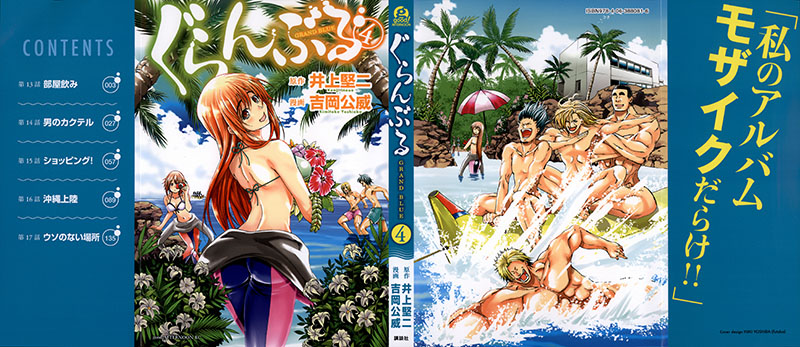 CONTENTS
第13話 部屋飲み 003
第14話 男のカクテル 027
第15話 ショッピング! 057
第16話 沖縄上陸 089
第17話 ウソのない場所 135
good!
ぐらんぶる
GRAND BLUE
4
原作 井上堅二
漫画 吉岡公威
Kimitake Yoshioka
ぐらんぶる
GRAND BLUE
4
原作 井上堅二
漫画 吉岡公威
講談社
「私のアルバム
モザイクだらけ!!」